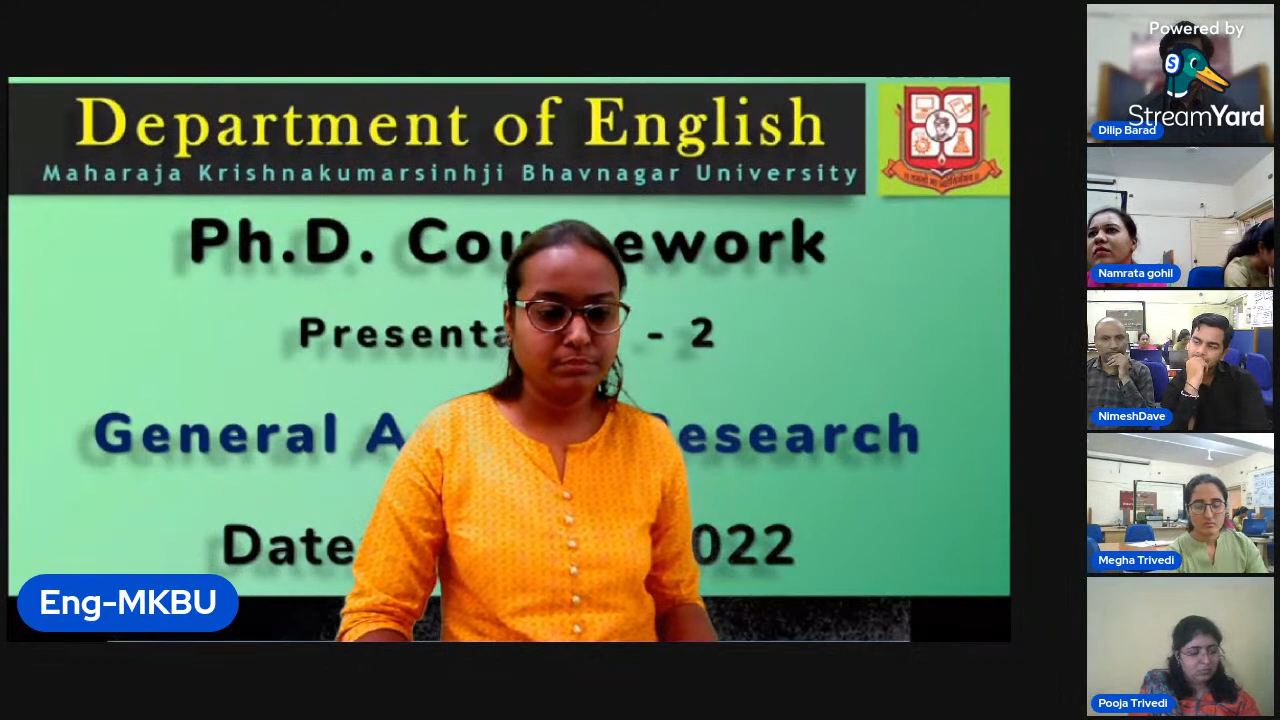 Department of English
Maharaja Krishnakumarsinhji Bhavnagar University
Ph.D. Cou ework
Presenta - 2
General A esearch
Date 022
Eng-MKBU
Powered by
StreamYard
Dilip Barad
Namrata gohil
NimeshDave
Megha Trivedi
Pooja Trivedi